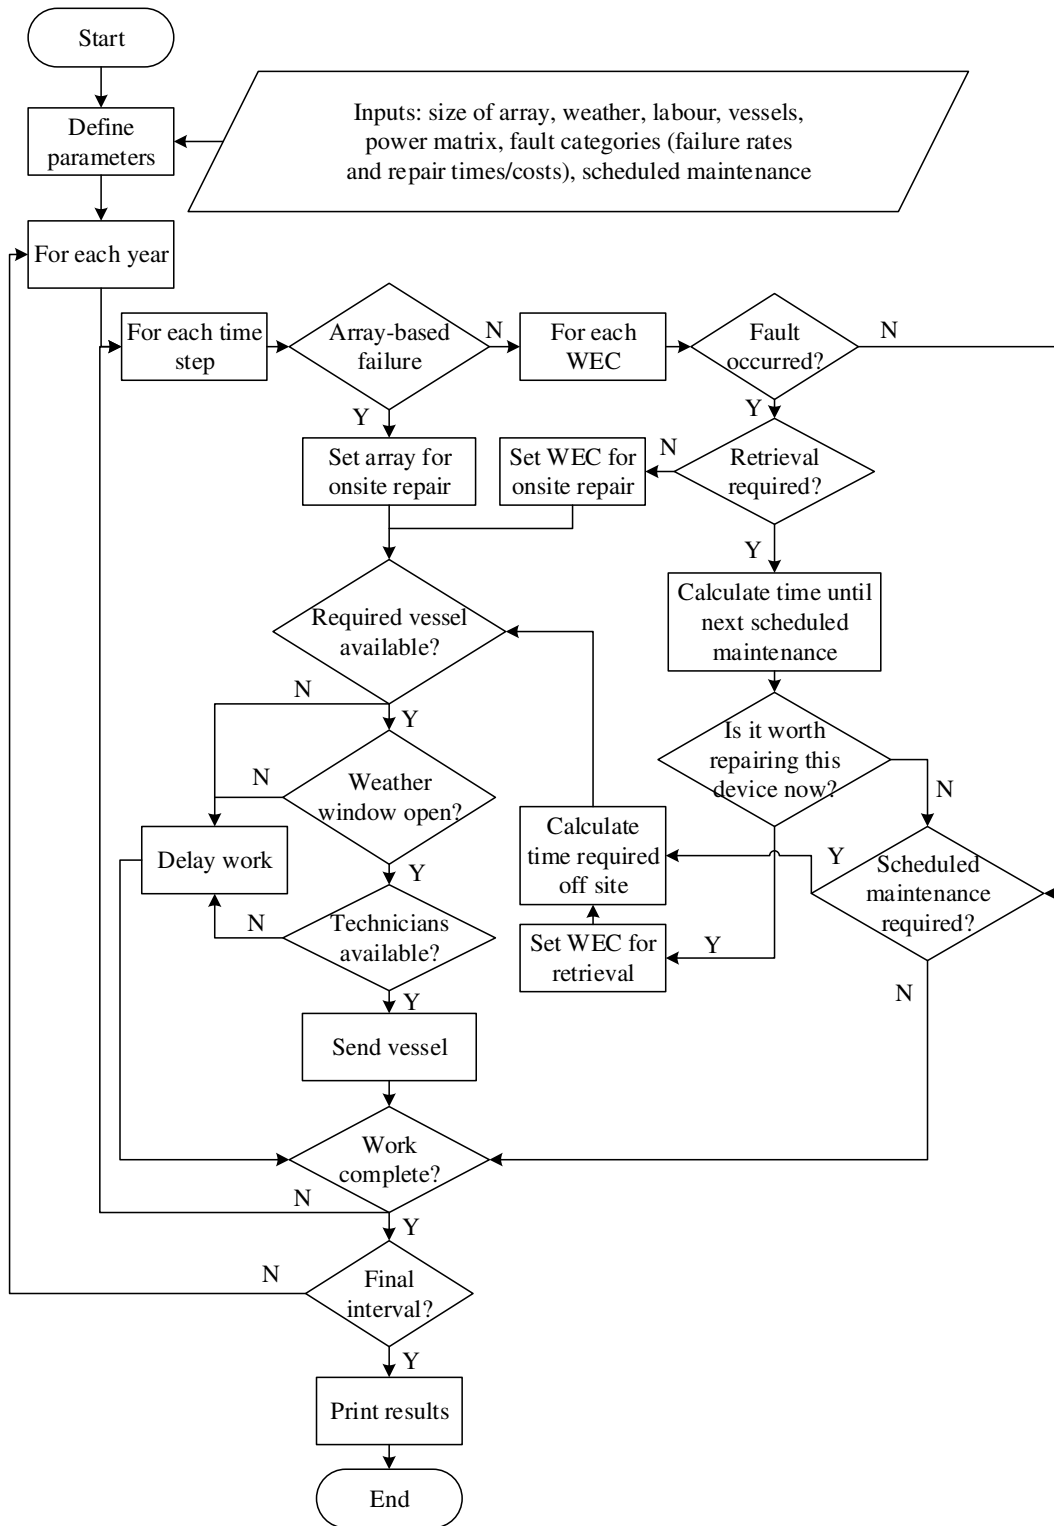 Start
Inputs: size of array, weather, labour, vessels,
power matrix, fault categories (failure rates
and repair times/costs), scheduled maintenance
Define
parameters
For each year
For each time
step
Array-based
failure
N
For each
WEC
Fault
occurred?
N
Y
Y
Set array for
onsite repair
Set WEC for
onsite repair
N
Retrieval
required?
Y
Calculate time until
next scheduled
maintenance
Required vessel
available?
N
Y
Is it worth
repairing this
device now?
N
Weather
window open?
N
Delay work
Calculate
time required
off site
Y
Scheduled
maintenance
required?
Y
N
Technicians
available?
Set WEC for
retrieval
Y
N
Y
Send vessel
Work
complete?
N
Y
N
Final
interval?
Y
Print results
End